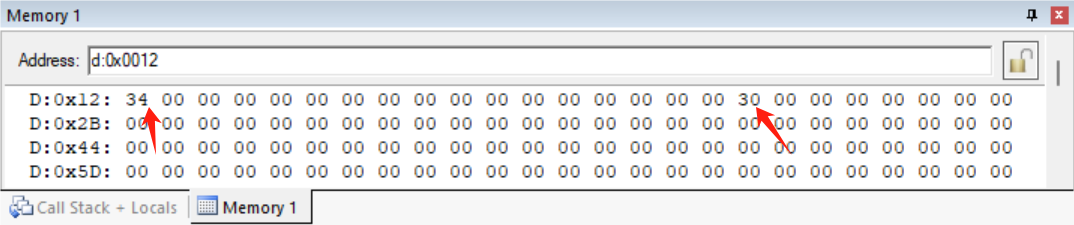 Memory 1
Address: d:0x0012
D:0x12: 34 00 00 00 00 00 00 00 00 00 00 00 00 00 00 00 00 30 00 00 00 00 00 00 00
D:0x2B: 00 00 00 00 00 00 00 00 00 00 00 00 00 00 00 00 00 00 00 00 00 00 00 00 00
D:0x44: 00 00 00 00 00 00 00 00 00 00 00 00 00 00 00 00 00 00 00 00 00 00 00 00 00
D:0x5D: 00 00 00 00 00 00 00 00 00 00 00 00 00 00 00 00 00 00 00 00 00 00 00 00 00
Call Stack + Locals Memory 1